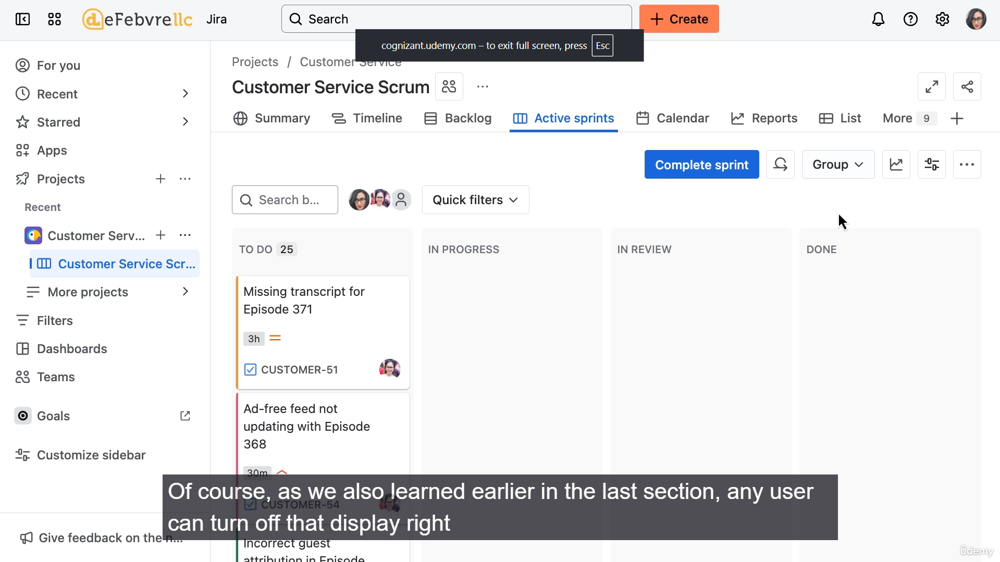 deFebvrellc
Jira
Search
Create
cognizant.udemy.com – to exit full screen, press Esc
For you
Recent
Starred
Apps
Projects
Recent
Customer Serv...
Customer Service Scr...
More projects
Filters
Dashboards
Teams
Goals
Customize sidebar
Give feedback on the n...
Projects / Customer Service
Customer Service Scrum
Summary
Timeline
Backlog
Active sprints
Calendar
Reports
List
More 9
Complete sprint
Group
Search b...
Quick filters
TO DO 25
IN PROGRESS
IN REVIEW
DONE
Missing transcript for
Episode 371
3h
CUSTOMER-51
Ad-free feed not
updating with Episode
368
30m
CUSTOMER-54
Of course, as we also learned earlier in the last section, any user
can turn off that display right
Incorrect guest
attribution in Episode
ûdemy